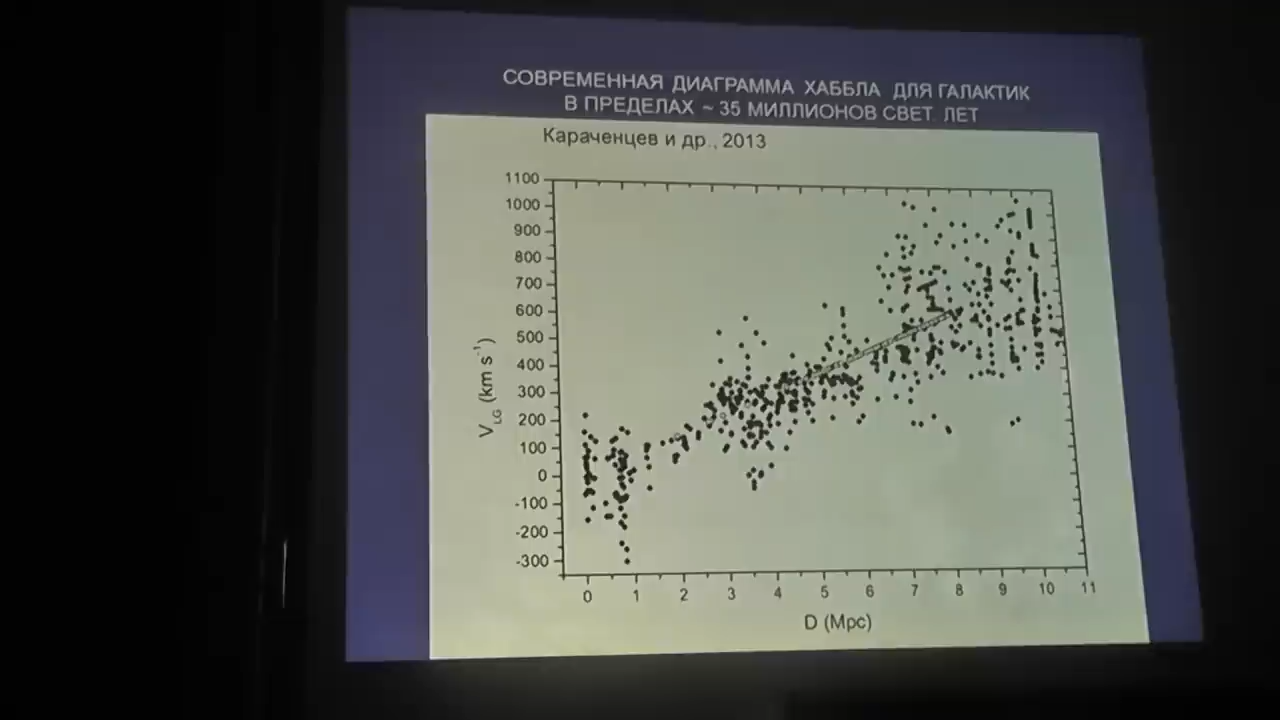 СОВРЕМЕННАЯ ДИАГРАММА ХАББЛА ДЛЯ ГАЛАКТИК
В ПРЕДЕЛАХ ~ 35 МИЛЛИОНОВ СВЕТ. ЛЕТ
Караченцев и др., 2013
1100
1000
900
800
700
600
500
400
300
200
100
0
-100
-200
-300
V_LG (km s⁻¹)
0 1 2 3 4 5 6 7 8 9 10 11
D (Mpc)